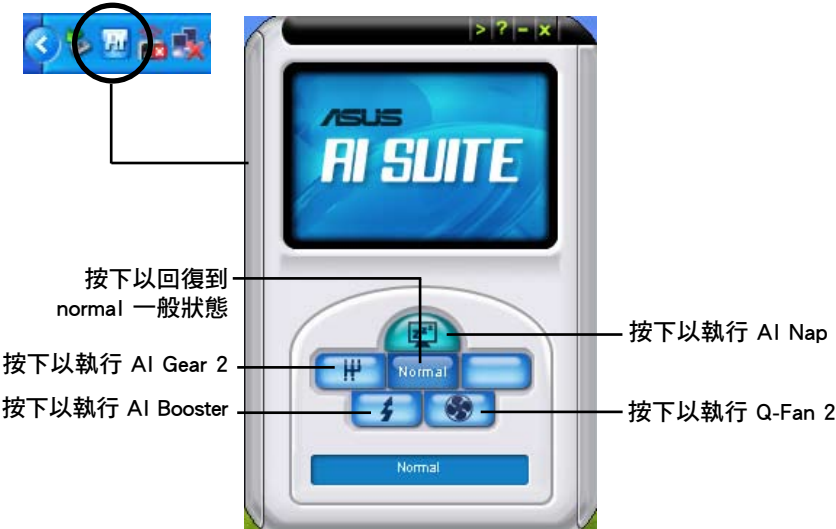 Ai
> ? - x
ASUS
AI SUITE
按下以回復到
normal 一般狀態
zzz
按下以執行 AI Nap
按下以執行 AI Gear 2
Normal
按下以執行 AI Booster
按下以執行 Q-Fan 2
Normal